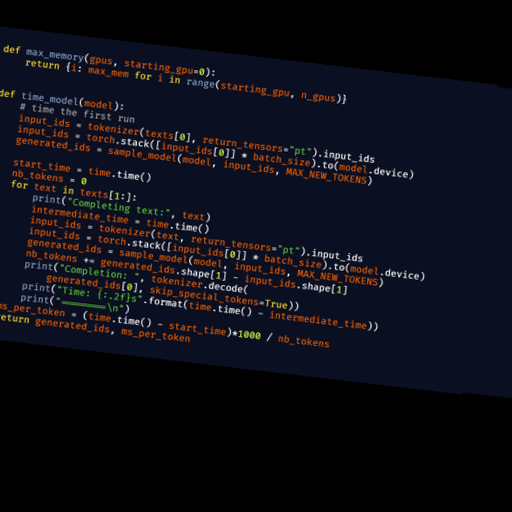 def max_memory(gpus, starting_gpu=0):
    return {i: max_mem for i in range(starting_gpu, n_gpus)}
def time_model(model):
    # time the first run
    input_ids = tokenizer(texts[0], return_tensors="pt").input_ids
    input_ids = torch.stack([input_ids[0]] * batch_size).to(model.device)
    generated_ids = sample_model(model, input_ids, MAX_NEW_TOKENS)
    start_time = time.time()
    nb_tokens = 0
    for text in texts[1:]:
        print("Completing text:", text)
        intermediate_time = time.time()
        input_ids = tokenizer(text, return_tensors="pt").input_ids
        input_ids = torch.stack([input_ids[0]] * batch_size).to(model.device)
        generated_ids = sample_model(model, input_ids, MAX_NEW_TOKENS)
        nb_tokens += generated_ids.shape[1] - input_ids.shape[1]
        print("Completion: ", tokenizer.decode(
            generated_ids[0], skip_special_tokens=True))
        print("Time: {:.2f}s".format(time.time() - intermediate_time))
        print("════════\n")
    ms_per_token = (time.time() - start_time)*1000 / nb_tokens
    return generated_ids, ms_per_token